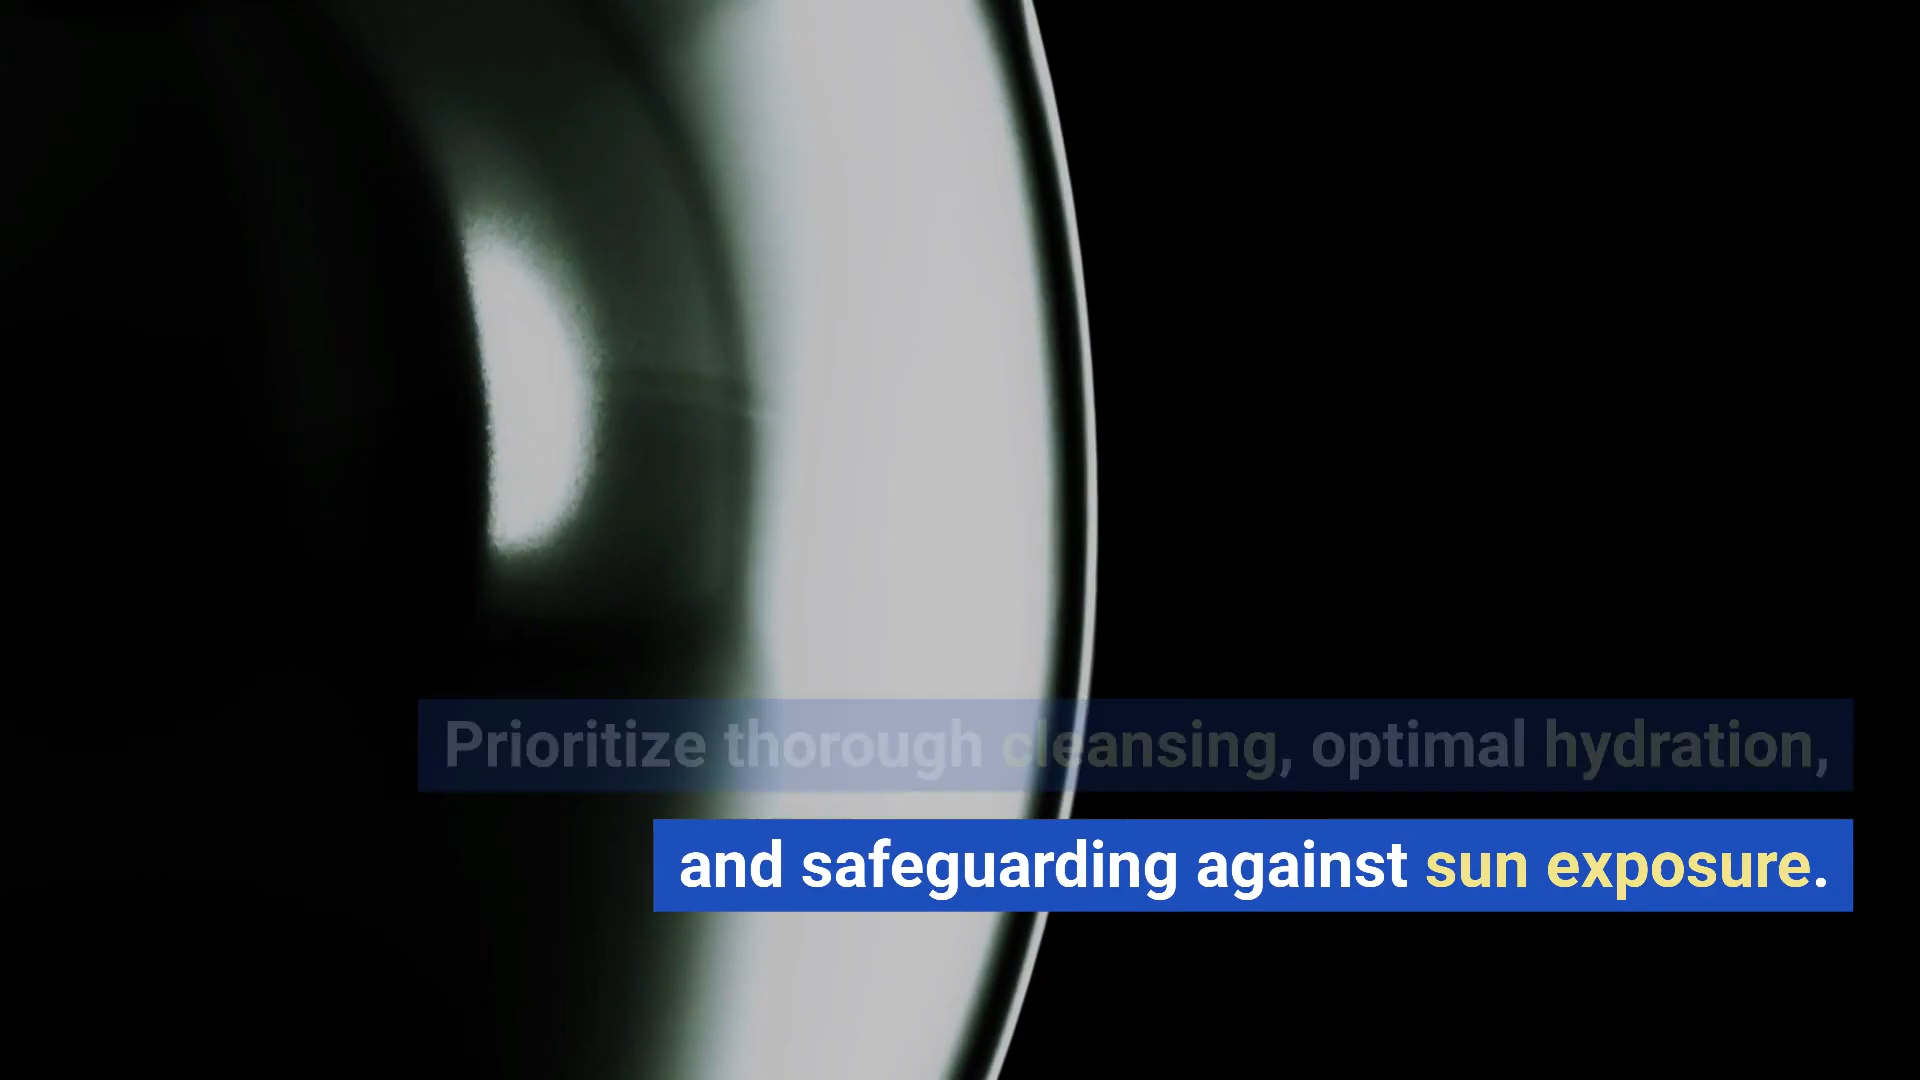 Prioritize thorough cleansing, optimal hydration,
and safeguarding against sun exposure.